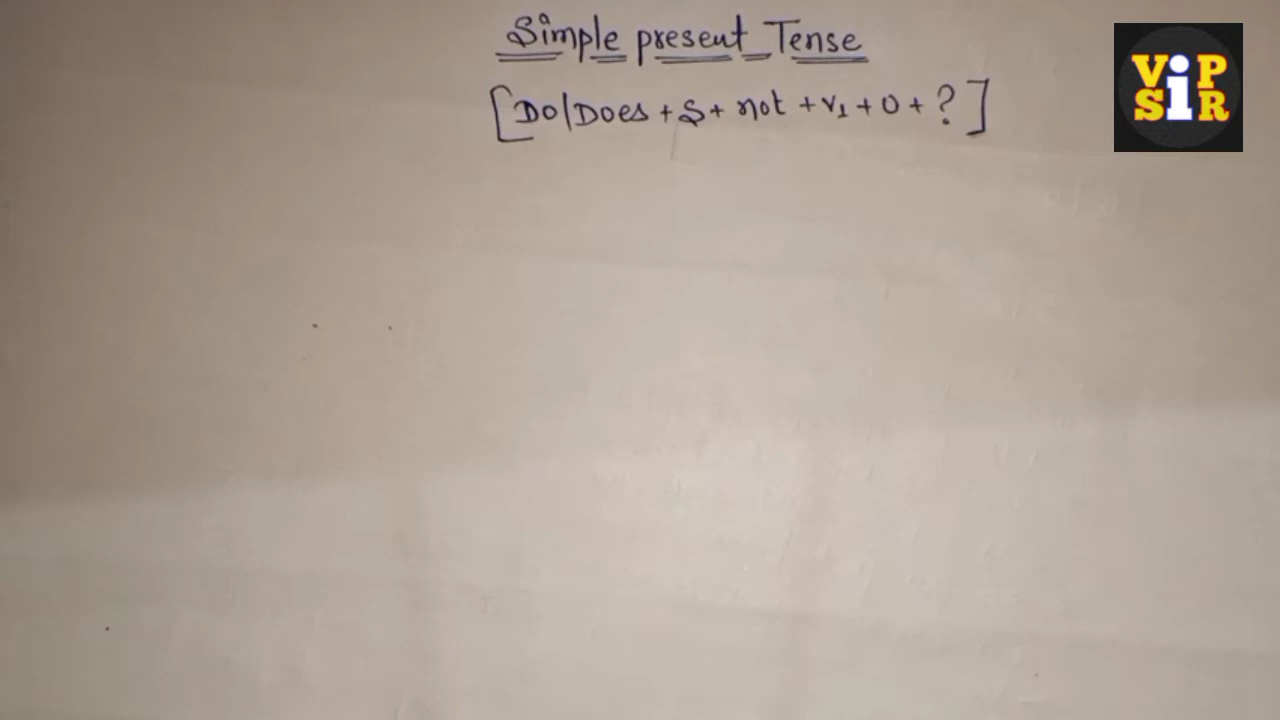 Simple present Tense
[Do/Does + S + not + V1 + O + ?]
ViP
SiR